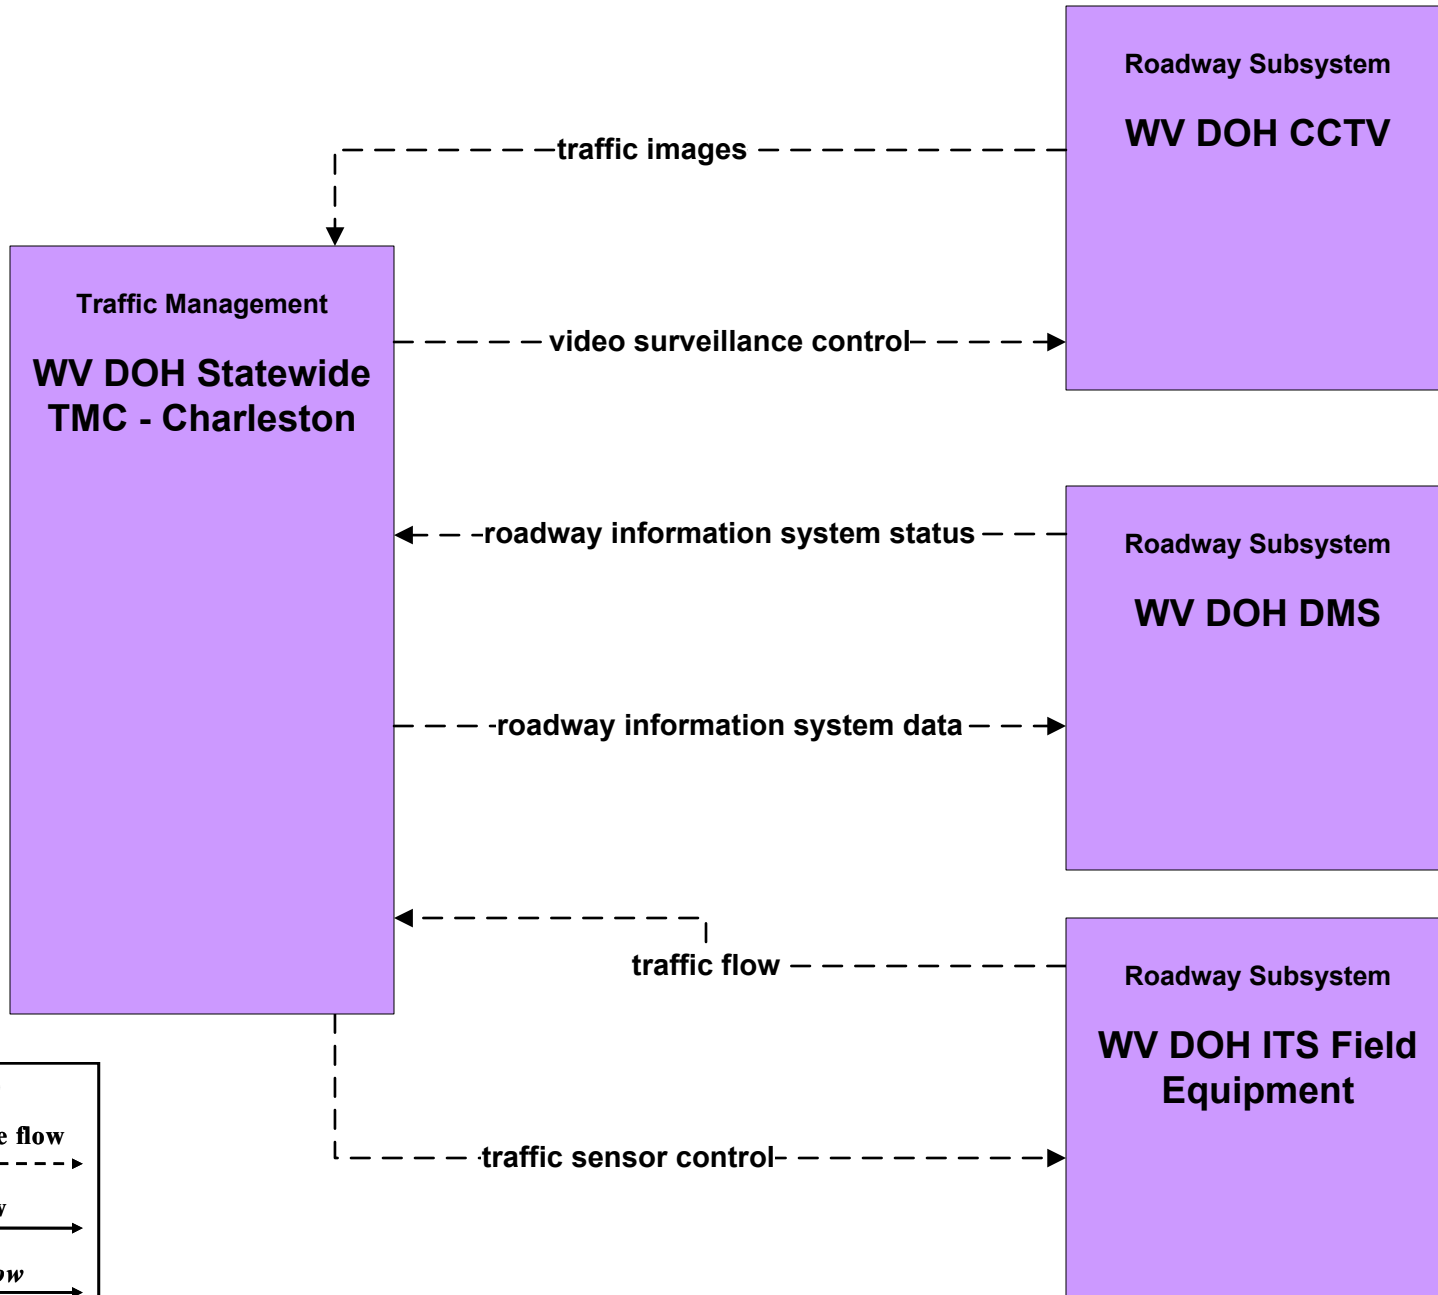 Roadway Subsystem
WV DOH CCTV
traffic images
Traffic Management
WV DOH Statewide
TMC - Charleston
video surveillance control
roadway information system status
Roadway Subsystem
WV DOH DMS
roadway information system data
traffic flow
Roadway Subsystem
WV DOH ITS Field
Equipment
traffic sensor control
flow